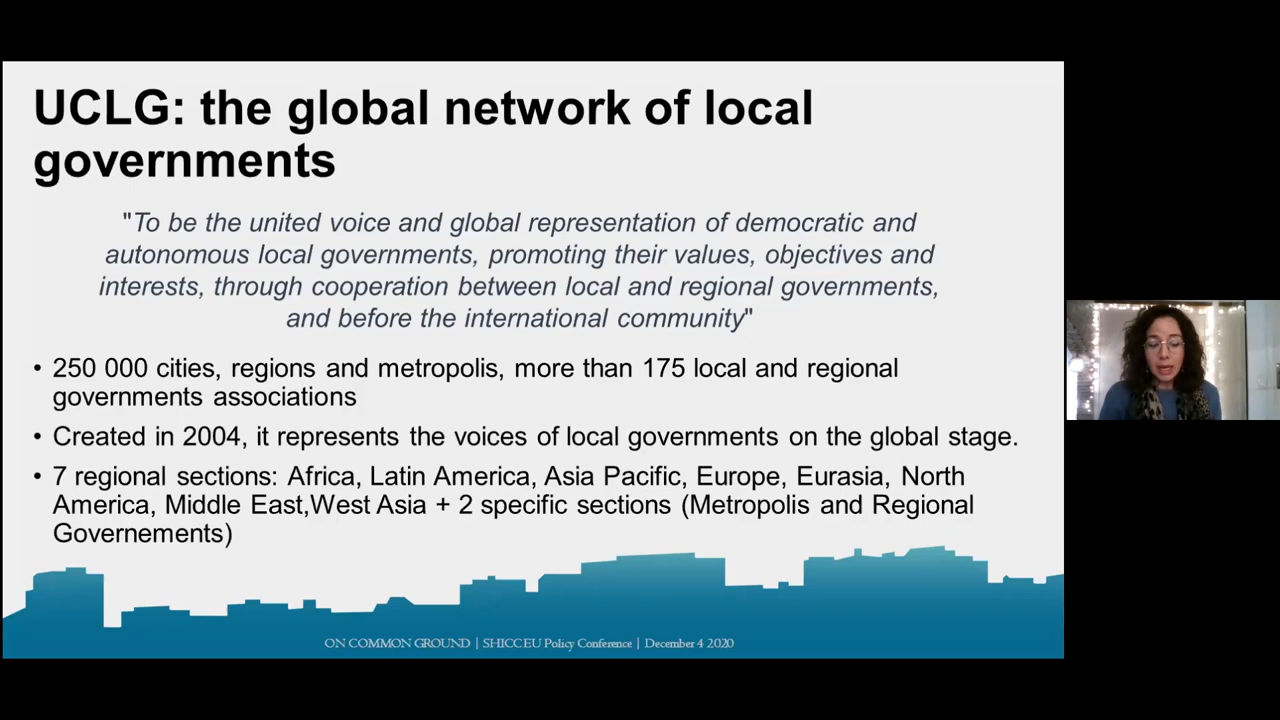 UCLG: the global network of local
governments
"To be the united voice and global representation of democratic and
autonomous local governments, promoting their values, objectives and
interests, through cooperation between local and regional governments,
and before the international community"
• 250 000 cities, regions and metropolis, more than 175 local and regional
governments associations
• Created in 2004, it represents the voices of local governments on the global stage.
• 7 regional sections: Africa, Latin America, Asia Pacific, Europe, Eurasia, North
America, Middle East,West Asia + 2 specific sections (Metropolis and Regional
Governements)
ON COMMON GROUND | SHICC EU Policy Conference | December 4 2020